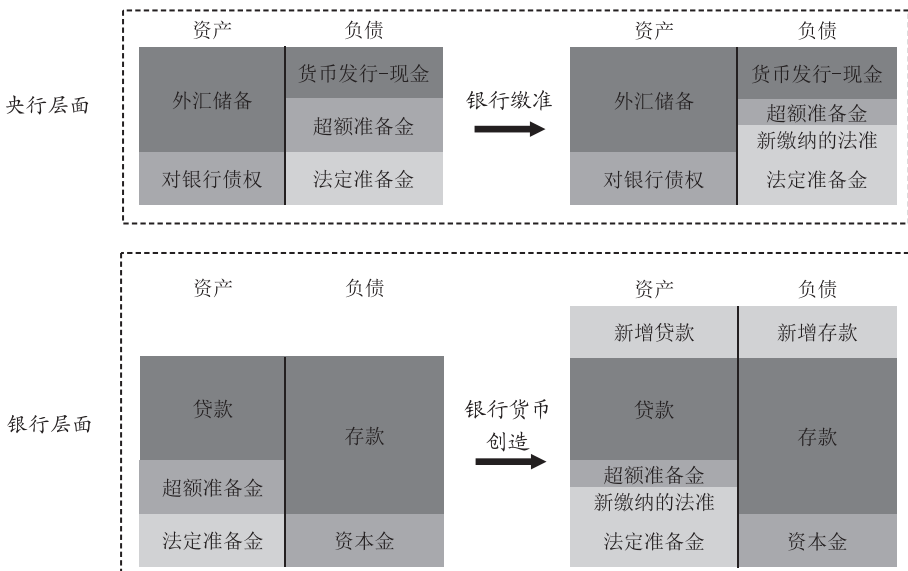 资产 负债 资产 负债
央行层面
外汇储备
货币发行-现金
超额准备金
对银行债权
法定准备金
银行缴准
外汇储备
货币发行-现金
超额准备金
新缴纳的法准
对银行债权
法定准备金
资产 负债 资产 负债
银行层面
贷款
存款
超额准备金
法定准备金
资本金
银行货币
创造
新增贷款
新增存款
贷款
存款
超额准备金
新缴纳的法准
法定准备金
资本金